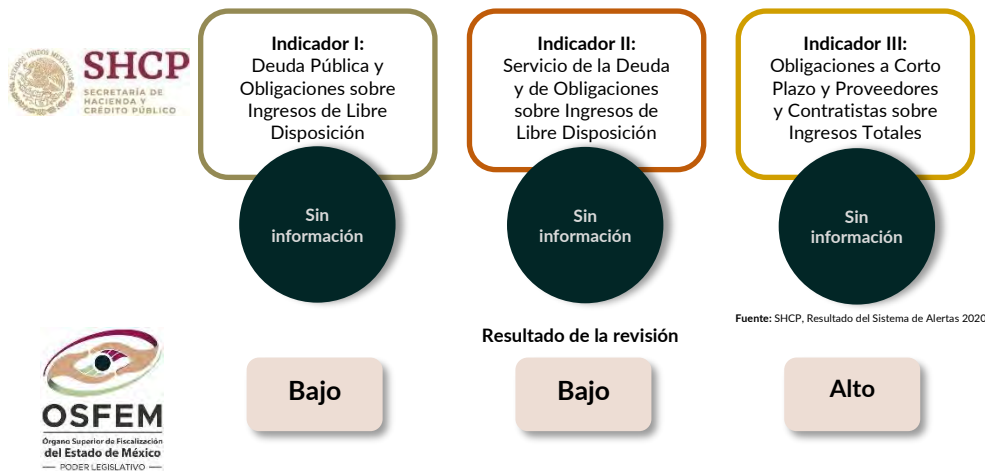 SHCP
SECRETARÍA DE
HACIENDA Y
CRÉDITO PÚBLICO
Indicador I:
Deuda Pública y
Obligaciones sobre
Ingresos de Libre
Disposición
Sin
información
Indicador II:
Servicio de la Deuda
y de Obligaciones
sobre Ingresos de
Libre Disposición
Sin
información
Indicador III:
Obligaciones a Corto
Plazo y Proveedores
y Contratistas sobre
Ingresos Totales
Sin
información
Fuente: SHCP, Resultado del Sistema de Alertas 2020
Resultado de la revisión
OSFEM
Órgano Superior de Fiscalización
del Estado de México
PODER LEGISLATIVO
Bajo
Bajo
Alto